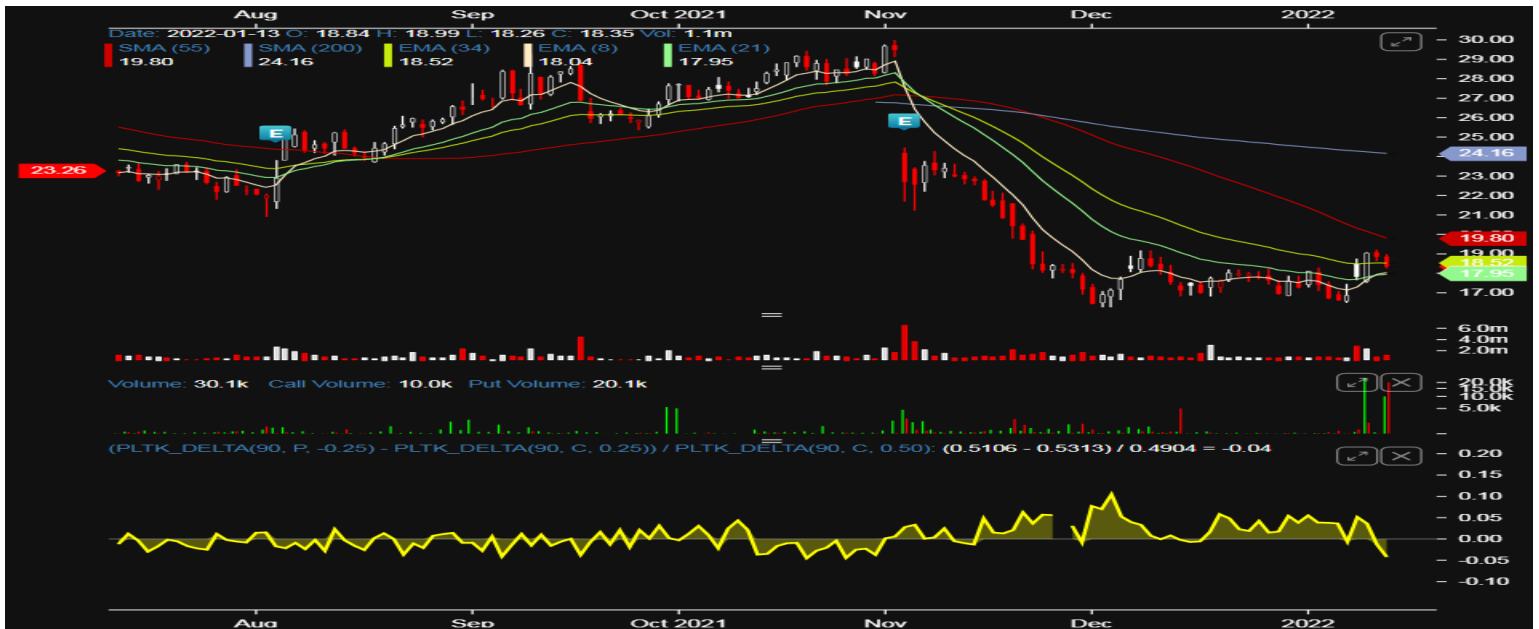 Aug Sep Oct 2021 Nov Dec 2022
Date: 2022-01-13 O: 18.84 H: 18.99 L: 18.26 C: 18.35 Vol: 1.1m
SMA (55) SMA (200) EMA (34) EMA (8) EMA (21)
19.80 24.16 18.52 18.04 17.95
30.00
29.00
28.00
27.00
26.00
E
25.00
E
24.16
23.26
23.00
22.00
21.00
19.80
19.00
18.52
17.95
17.00
6.0m
4.0m
2.0m
Volume: 30.1k Call Volume: 10.0k Put Volume: 20.1k
20.0k
15.0k
10.0k
5.0k
(PLTK_DELTA(90, P, -0.25) - PLTK_DELTA(90, C, 0.25)) / PLTK_DELTA(90, C, 0.50): (0.5106 - 0.5313) / 0.4904 = -0.04
0.20
0.15
0.10
0.05
0.00
-0.05
-0.10
Aug Sep Oct 2021 Nov Dec 2022